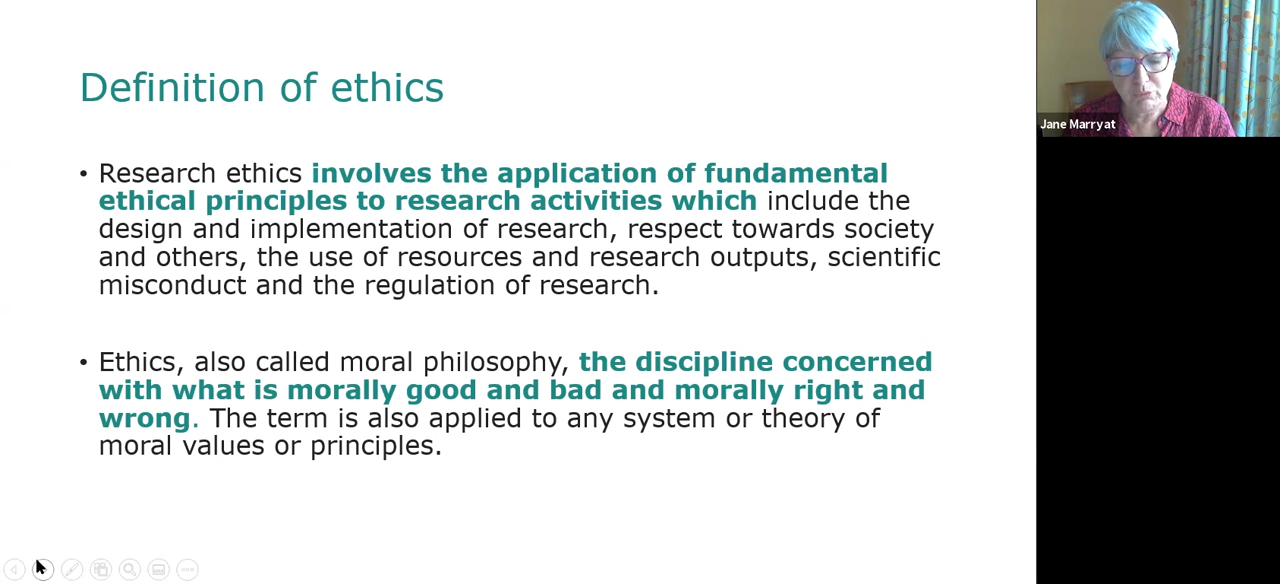 Definition of ethics
• Research ethics involves the application of fundamental
ethical principles to research activities which include the
design and implementation of research, respect towards society
and others, the use of resources and research outputs, scientific
misconduct and the regulation of research.
• Ethics, also called moral philosophy, the discipline concerned
with what is morally good and bad and morally right and
wrong. The term is also applied to any system or theory of
moral values or principles.
Jane Marryat